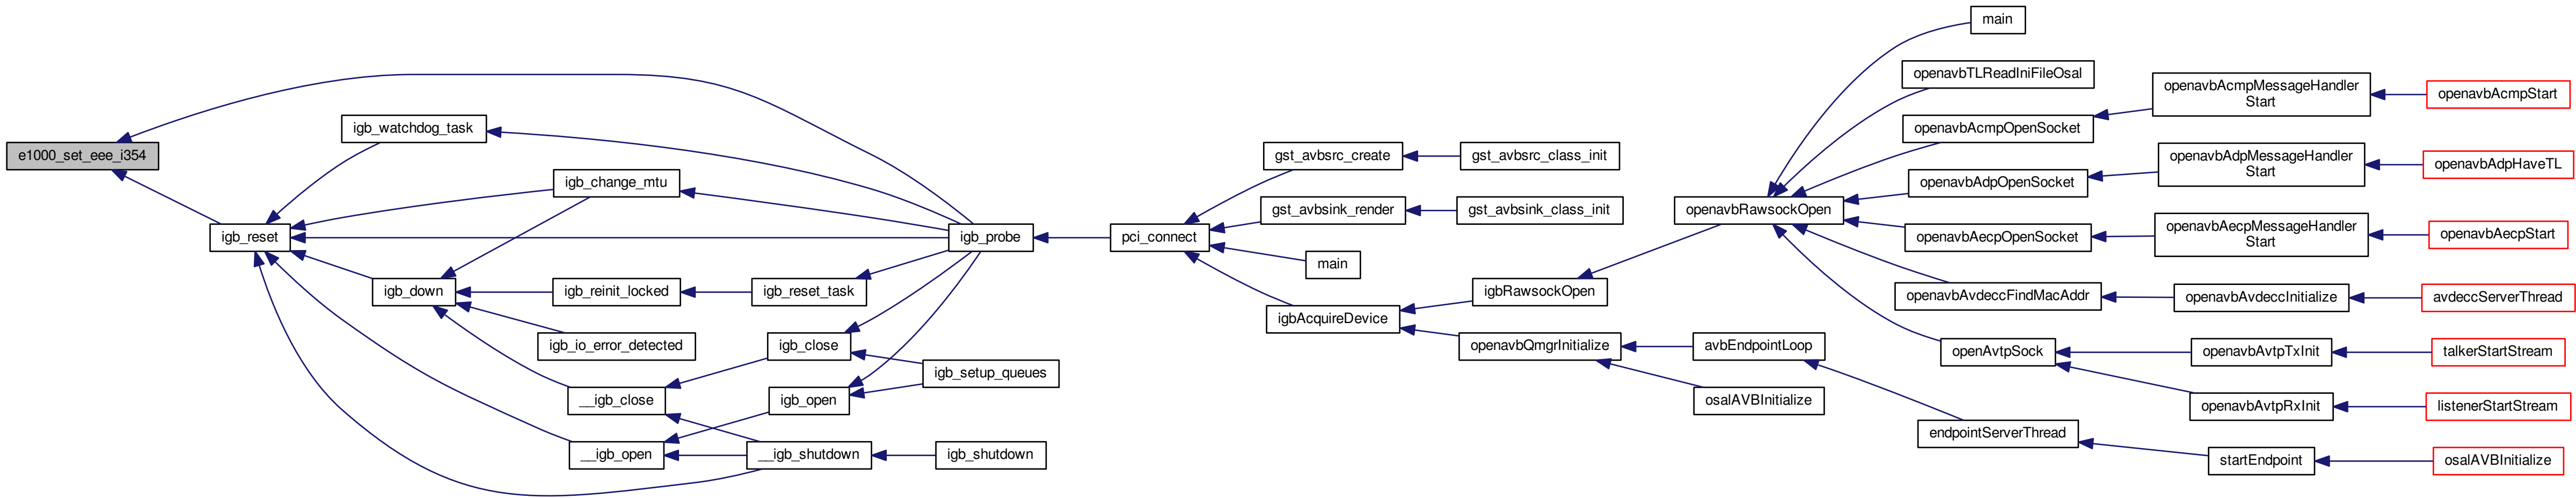 e1000_set_eee_i354
igb_reset
igb_watchdog_task
igb_change_mtu
igb_down
igb_reinit_locked
igb_io_error_detected
__igb_close
__igb_open
igb_reset_task
igb_close
igb_open
__igb_shutdown
igb_probe
igb_setup_queues
igb_shutdown
pci_connect
gst_avbsrc_create
gst_avbsink_render
main
igbAcquireDevice
gst_avbsrc_class_init
gst_avbsink_class_init
igbRawsockOpen
openavbQmgrInitialize
openavbRawsockOpen
avbEndpointLoop
osalAVBInitialize
main
openavbTLReadIniFileOsal
openavbAcmpOpenSocket
openavbAdpOpenSocket
openavbAecpOpenSocket
openavbAvdeccFindMacAddr
openAvtpSock
endpointServerThread
openavbAcmpMessageHandler
Start
openavbAdpMessageHandler
Start
openavbAecpMessageHandler
Start
openavbAvdeccInitialize
openavbAvtpTxInit
openavbAvtpRxInit
startEndpoint
openavbAcmpStart
openavbAdpHaveTL
openavbAecpStart
avdeccServerThread
talkerStartStream
listenerStartStream
osalAVBInitialize